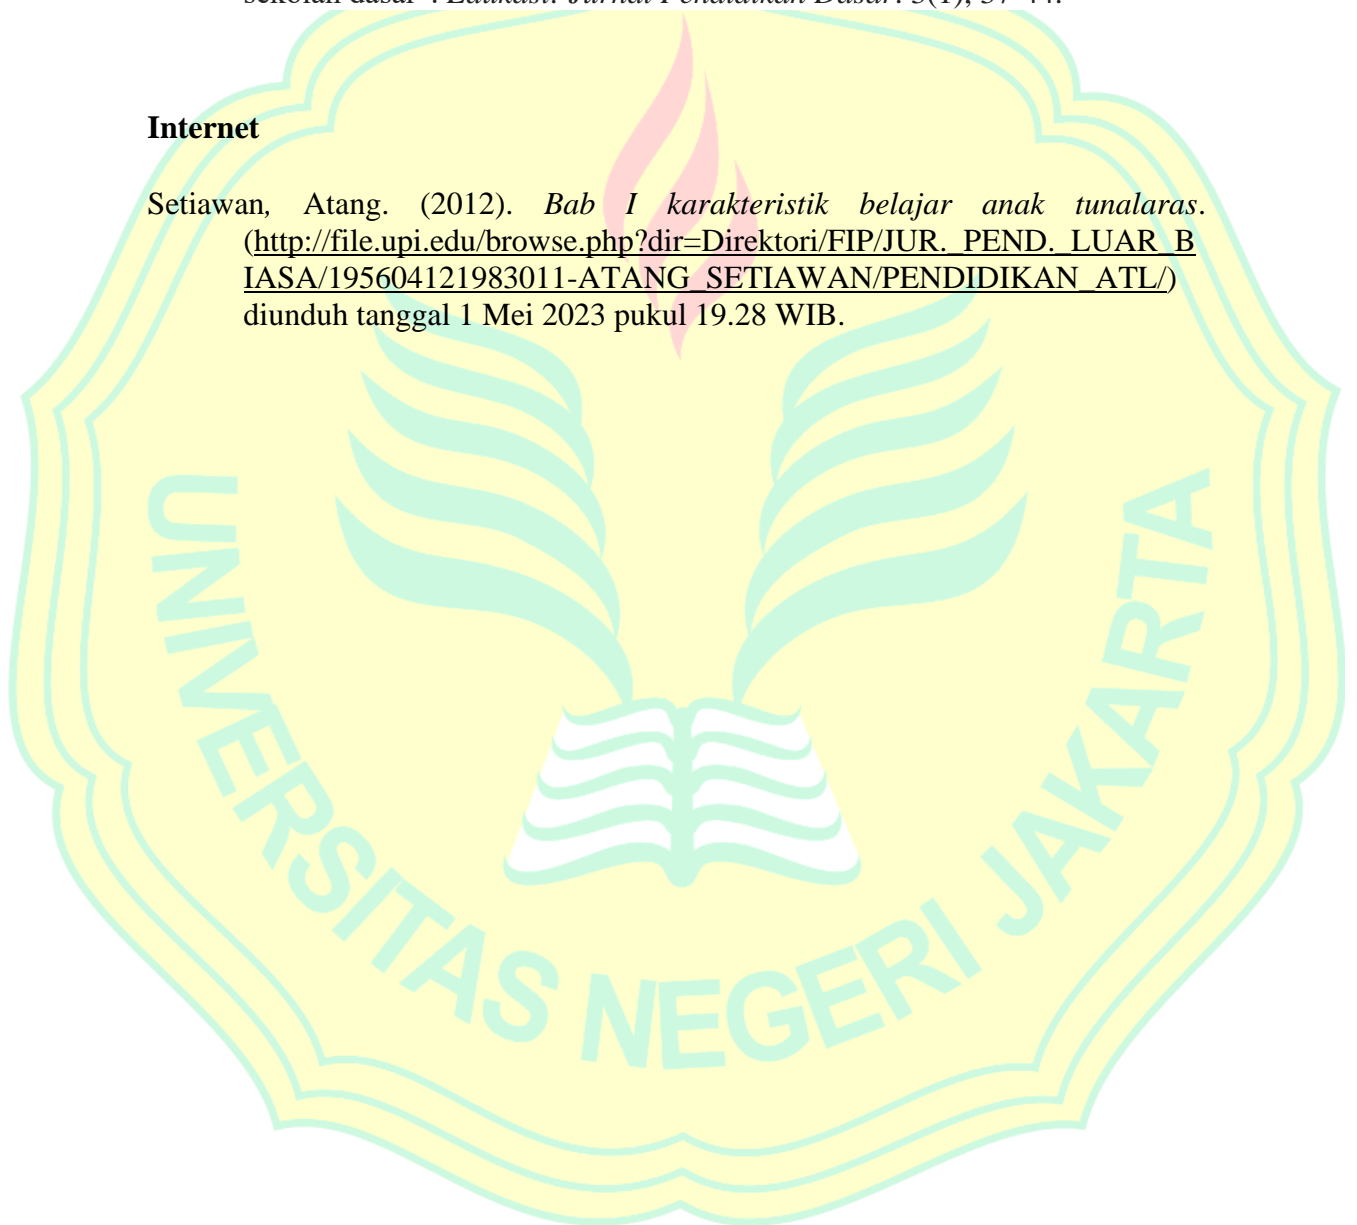 Internet
Setiawan, Atang. (2012). Bab I karakteristik belajar anak tunalaras.
(http://file.upi.edu/browse.php?dir=Direktori/FIP/JUR._PEND._LUAR_B
IASA/195604121983011-ATANG_SETIAWAN/PENDIDIKAN_ATL/)
diunduh tanggal 1 Mei 2023 pukul 19.28 WIB.
UNIVERSITAS NEGERI JAKARTA